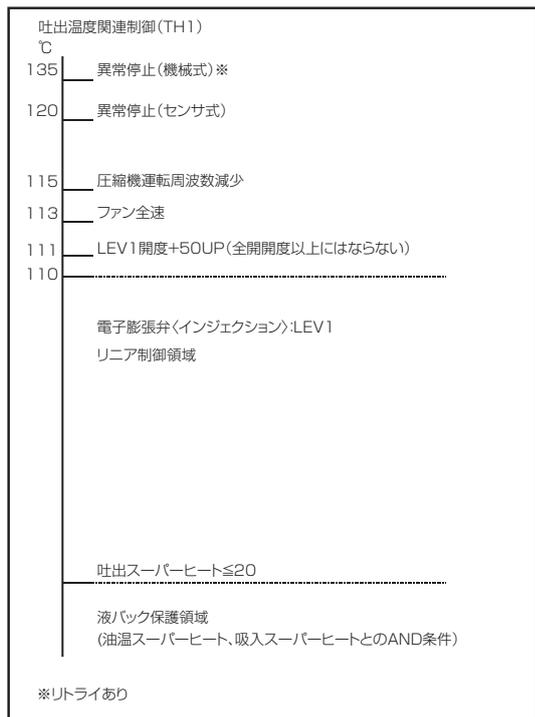 吐出温度関連制御(TH1)
℃
135 異常停止(機械式)※
120 異常停止(センサ式)
115 圧縮機運転周波数減少
113 ファン全速
111 LEV1開度+50UP(全開開度以上にはならない)
110
電子膨張弁〈インジェクション〉:LEV1
リニア制御領域
吐出スーパーヒート≦20
液バック保護領域
(油温スーパーヒート、吸入スーパーヒートとのAND条件)
※リトライあり